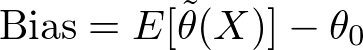 Bias = E[θ̃(X)] − θ₀